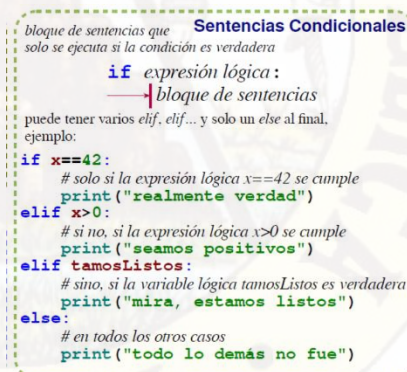 Sentencias Condicionales
bloque de sentencias que
solo se ejecuta si la condición es verdadera
if expresión lógica:
bloque de sentencias
puede tener varios elif, elif... y solo un else al final,
ejemplo:
if x==42:
# solo si la expresión lógica x==42 se cumple
print("realmente verdad")
elif x>0:
# si no, si la expresión lógica x>0 se cumple
print("seamos positivos")
elif tamosListos:
# sino, si la variable lógica tamosListos es verdadera
print("mira, estamos listos")
else:
# en todos los otros casos
print("todo lo demás no fue")